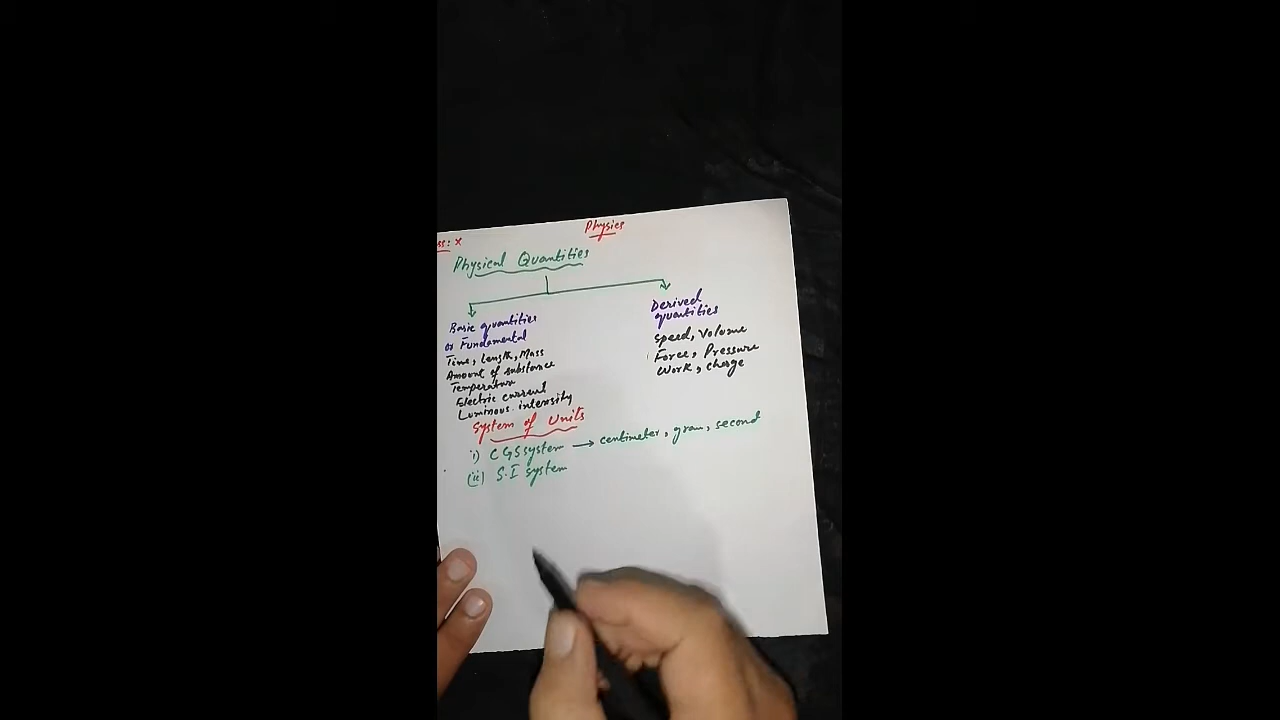 Physics
ss: X
Physical Quantities
Basic quantities
or Fundamental
Time, Length, Mass
Amount of substance
Temperature
Electric current
Luminous intensity
Derived
quantities
Speed, Volume
Force, Pressure
Work, Charge
System of Units
i) CGS system → centimeter, gram, second
(ii) S.I system